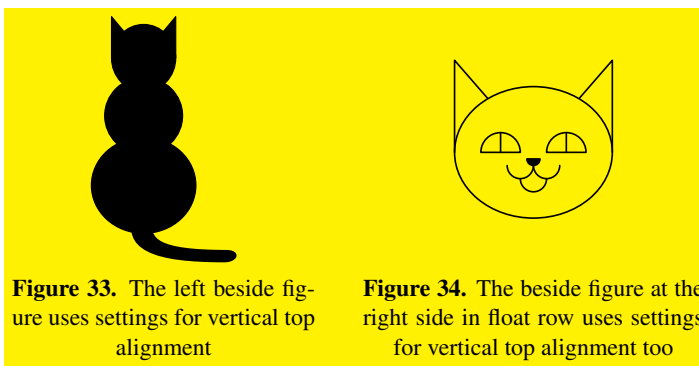 Figure 33. The left beside fig-
ure uses settings for vertical top
alignment
Figure 34. The beside figure at the
right side in float row uses settings
for vertical top alignment too